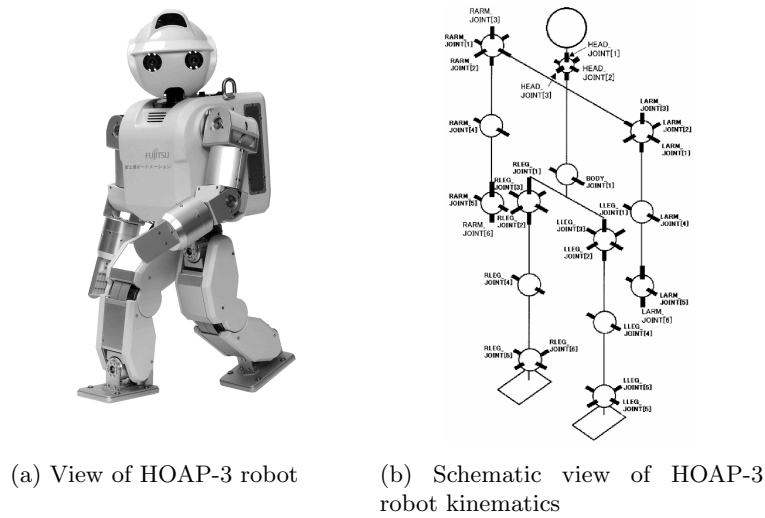 FUJITSU
(a) View of HOAP-3 robot
RARM_
JOINT[3]
RARM_
JOINT[1]
RARM_
JOINT[2]
HEAD_
JOINT[1]
HEAD_
JOINT[2]
HEAD_
JOINT[3]
LARM_
JOINT[3]
LARM_
JOINT[2]
LARM_
JOINT[1]
RARM_
JOINT[4]
RLEG_
JOINT[1]
RLEG_
JOINT[3]
BODY_
JOINT[1]
RARM_
JOINT[5]
RARM_
JOINT[6]
RLEG_
JOINT[2]
LLEG_
JOINT[1]
LLEG_
JOINT[3]
LLEG_
JOINT[2]
LARM_
JOINT[4]
RLEG_
JOINT[4]
LARM_
JOINT[5]
LARM_
JOINT[6]
LLEG_
JOINT[4]
RLEG_
JOINT[5]
RLEG_
JOINT[6]
LLEG_
JOINT[6]
LLEG_
JOINT[5]
(b) Schematic view of HOAP-3
robot kinematics